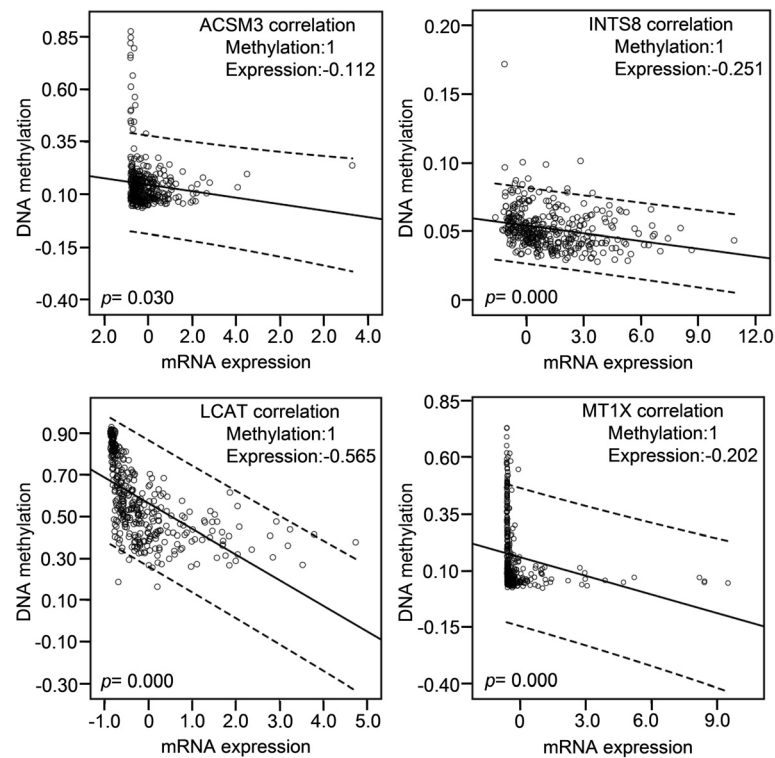 ACSM3 correlation
Methylation:1
Expression:-0.112
DNA methylation
0.85
0.60
0.35
0.10
-0.15
-0.40
p= 0.030
2.0 0 2.0 4.0 2.0 2.0 4.0
mRNA expression
INTS8 correlation
Methylation:1
Expression:-0.251
DNA methylation
0.20
0.15
0.10
0.05
0
p= 0.000
0 3.0 6.0 9.0 12.0
mRNA expression
LCAT correlation
Methylation:1
Expression:-0.565
DNA methylation
0.90
0.70
0.50
0.30
0.10
-0.10
-0.30
p= 0.000
-1.0 0 1.0 2.0 3.0 4.0 5.0
mRNA expression
MT1X correlation
Methylation:1
Expression:-0.202
DNA methylation
0.85
0.60
0.35
0.10
-0.15
-0.40
p= 0.000
0 3.0 6.0 9.0
mRNA expression